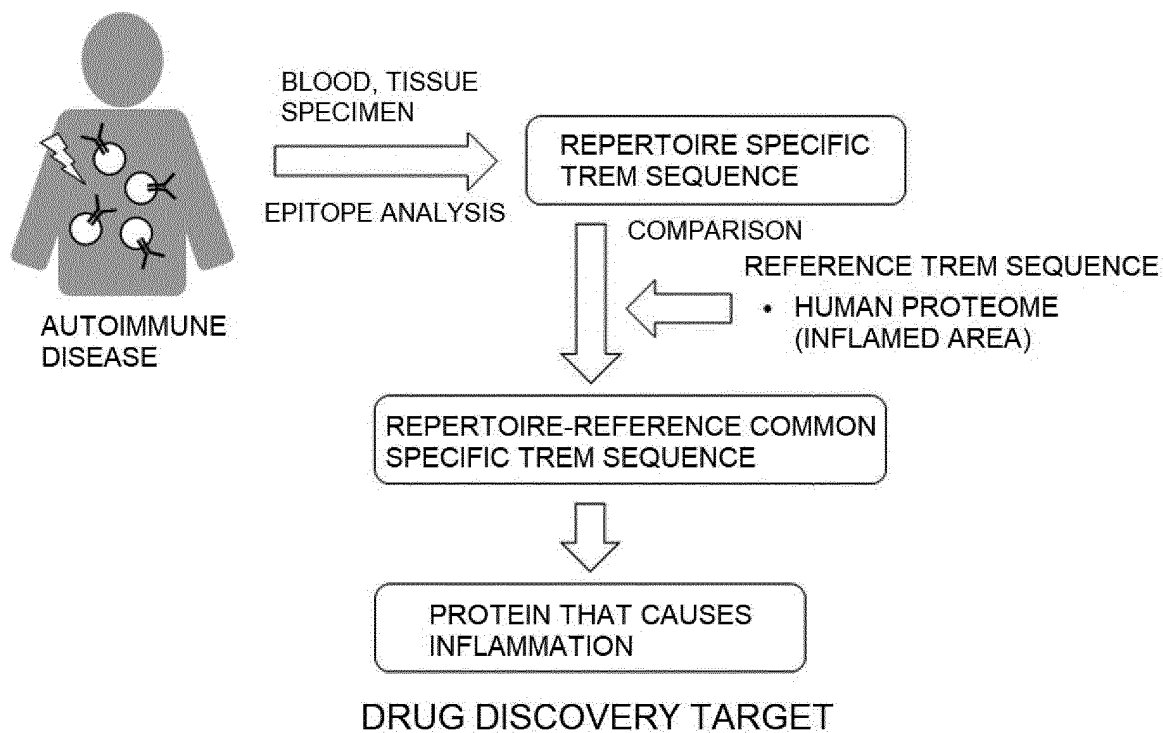 BLOOD, TISSUE
SPECIMEN
EPITOPE ANALYSIS
AUTOIMMUNE
DISEASE
REPERTOIRE SPECIFIC
TREM SEQUENCE
COMPARISON
REFERENCE TREM SEQUENCE
• HUMAN PROTEOME
(INFLAMED AREA)
REPERTOIRE-REFERENCE COMMON
SPECIFIC TREM SEQUENCE
PROTEIN THAT CAUSES
INFLAMMATION
DRUG DISCOVERY TARGET